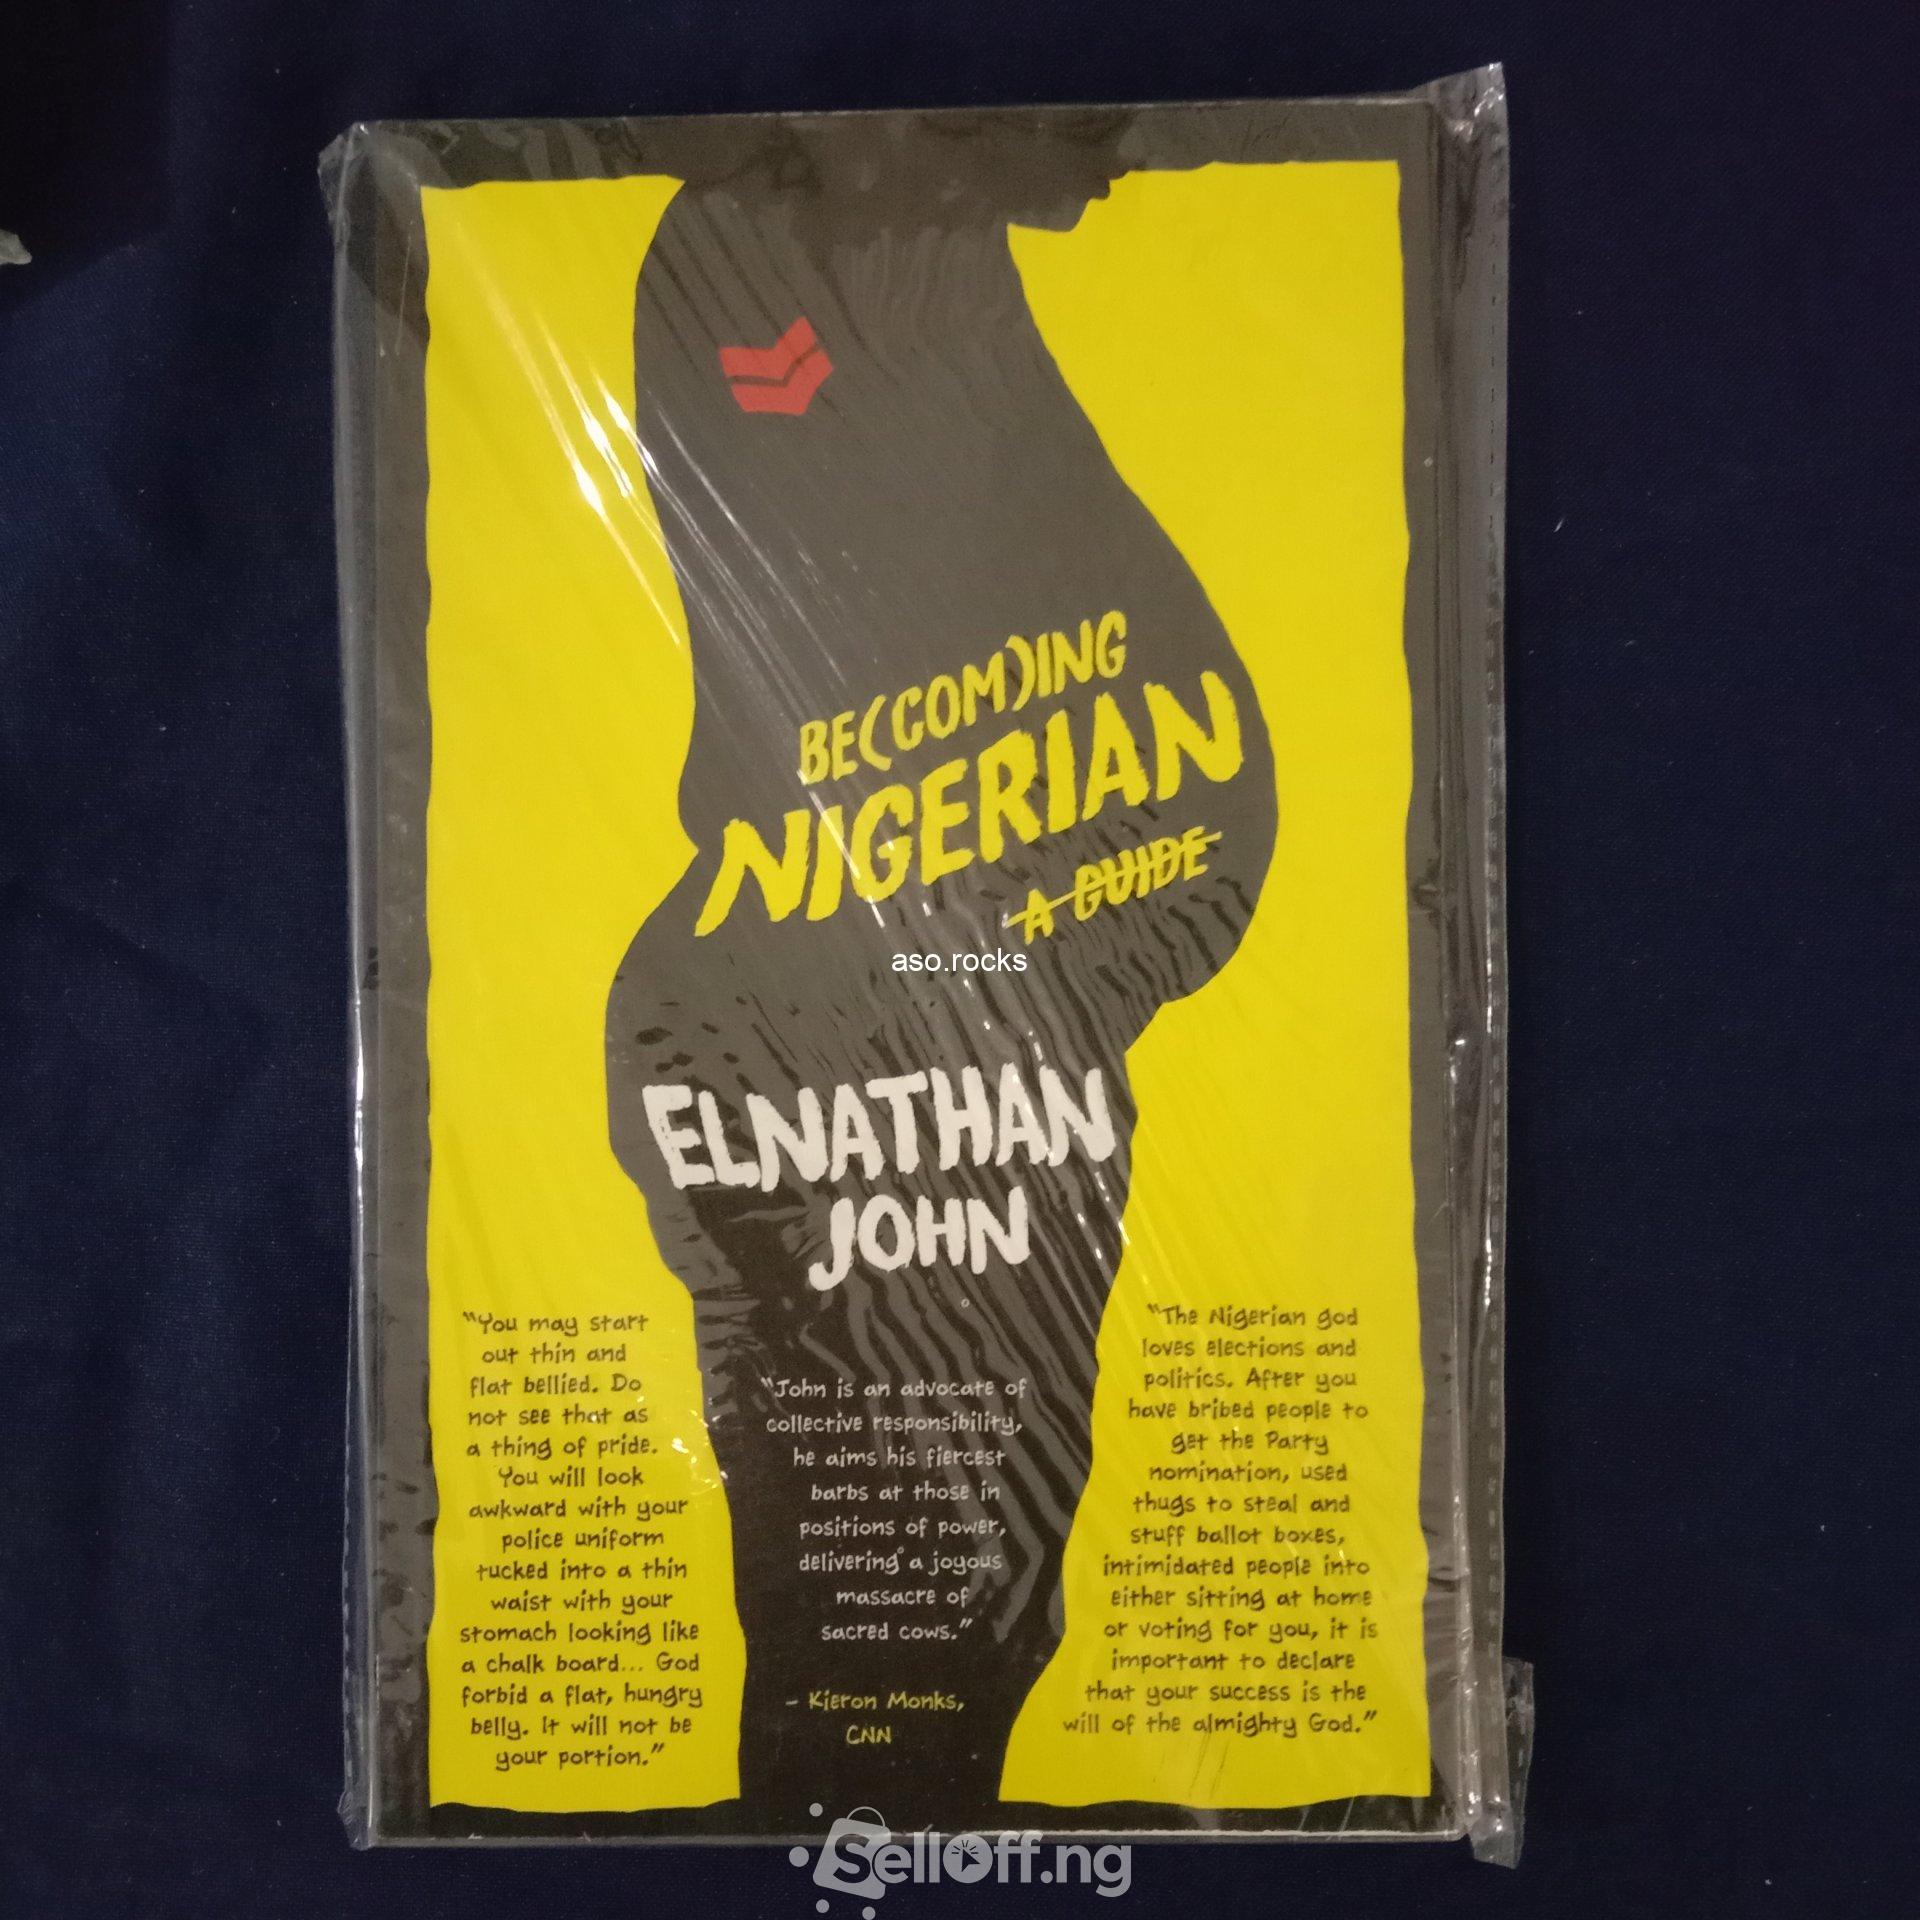 BE(COM)ING
NIGERIAN
A GUIDE
aso.rocks
ELNATHAN
JOHN
"You may start
out thin and
flat bellied. Do
not see that as
a thing of pride.
You will look
awkward with your
police uniform
tucked into a thin
waist with your
stomach looking like
a chalk board... God
forbid a flat, hungry
belly. It will not be
your portion."
"John is an advocate of
collective responsibility,
he aims his fiercest
barbs at those in
positions of power,
delivering a joyous
massacre of
sacred cows."
- Kieron Monks,
CNN
"The Nigerian god
loves elections and
politics. After you
have bribed people to
get the Party
nomination, used
thugs to steal and
stuff ballot boxes,
intimidated people into
either sitting at home
or voting for you, it is
important to declare
that your success is the
will of the almighty God."
SellOff.ng